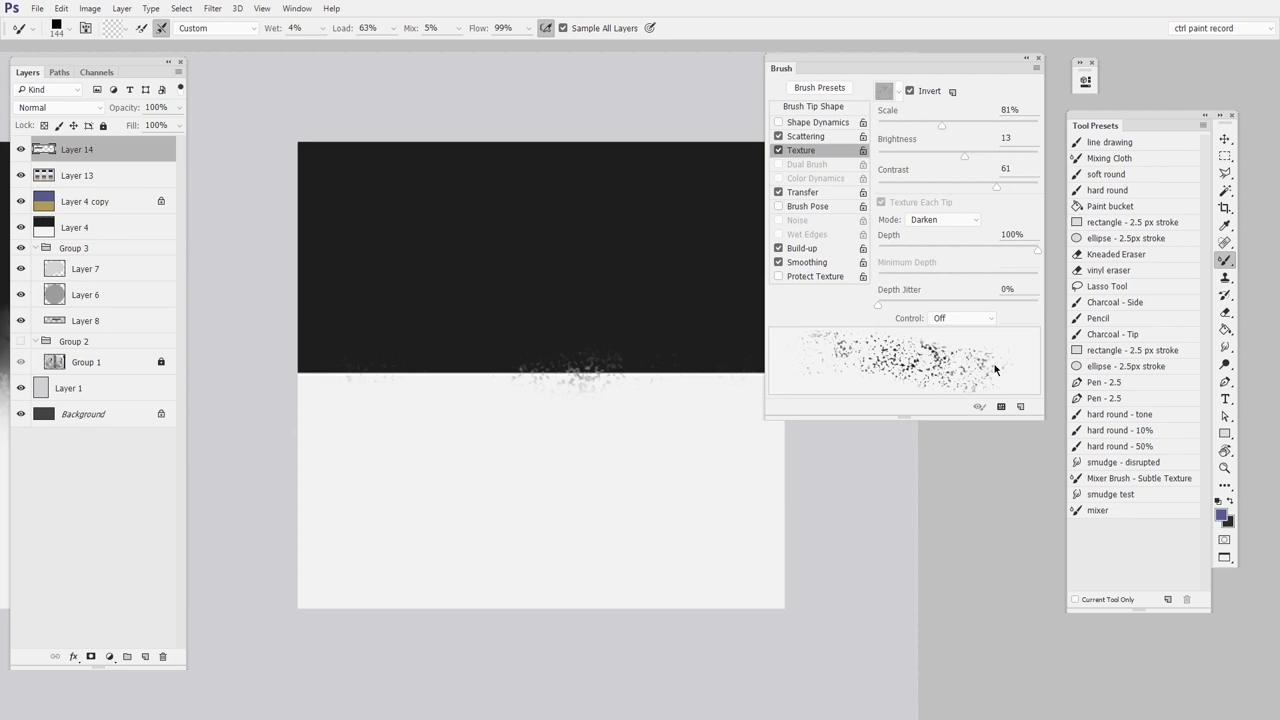 Ps File Edit Image Layer Type Select Filter 3D View Window Help
144 Custom Wet: 4% Load: 63% Mix: 5% Flow: 99% Sample All Layers ctrl paint record
Layers Paths Channels
Kind
Normal Opacity: 100%
Lock: Fill: 100%
Layer 14
Layer 13
Layer 4 copy
Layer 4
Group 3
Layer 7
Layer 6
Layer 8
Group 2
Group 1
Layer 1
Background
fx
Brush
Brush Presets
Brush Tip Shape
Shape Dynamics
Scattering
Texture
Dual Brush
Color Dynamics
Transfer
Brush Pose
Noise
Wet Edges
Build-up
Smoothing
Protect Texture
Invert
Scale 81%
Brightness 13
Contrast 61
Texture Each Tip
Mode: Darken
Depth 100%
Minimum Depth
Depth Jitter 0%
Control: Off
Tool Presets
line drawing
Mixing Cloth
soft round
hard round
Paint bucket
rectangle - 2.5 px stroke
ellipse - 2.5px stroke
Kneaded Eraser
vinyl eraser
Lasso Tool
Charcoal - Side
Pencil
Charcoal - Tip
rectangle - 2.5 px stroke
ellipse - 2.5px stroke
Pen - 2.5
Pen - 2.5
hard round - tone
hard round - 10%
hard round - 50%
smudge - disrupted
Mixer Brush - Subtle Texture
smudge test
mixer
Current Tool Only